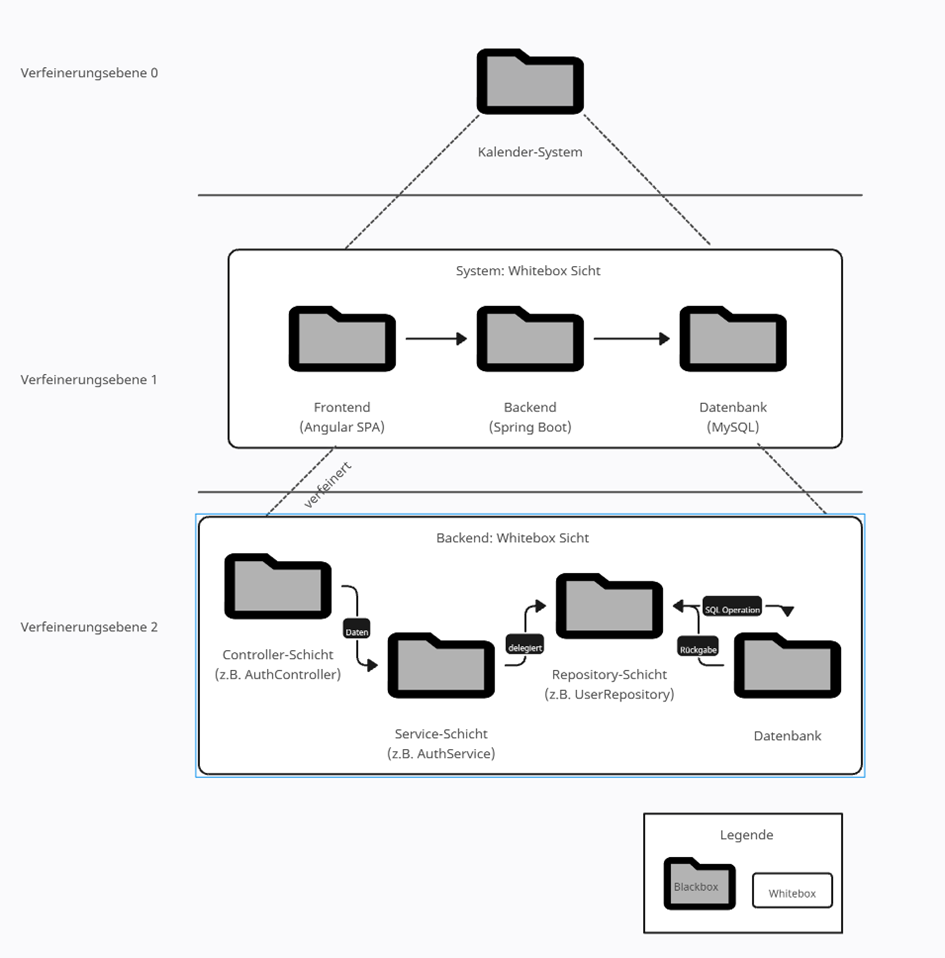 Verfeinerungsebene 0
Kalender-System
System: Whitebox Sicht
Verfeinerungsebene 1
Frontend
(Angular SPA)
Backend
(Spring Boot)
Datenbank
(MySQL)
verfeinert
Backend: Whitebox Sicht
Verfeinerungsebene 2
Controller-Schicht
(z.B. AuthController)
Daten
Service-Schicht
(z.B. AuthService)
delegiert
Repository-Schicht
(z.B. UserRepository)
SQL Operation
Rückgabe
Datenbank
Legende
Blackbox
Whitebox